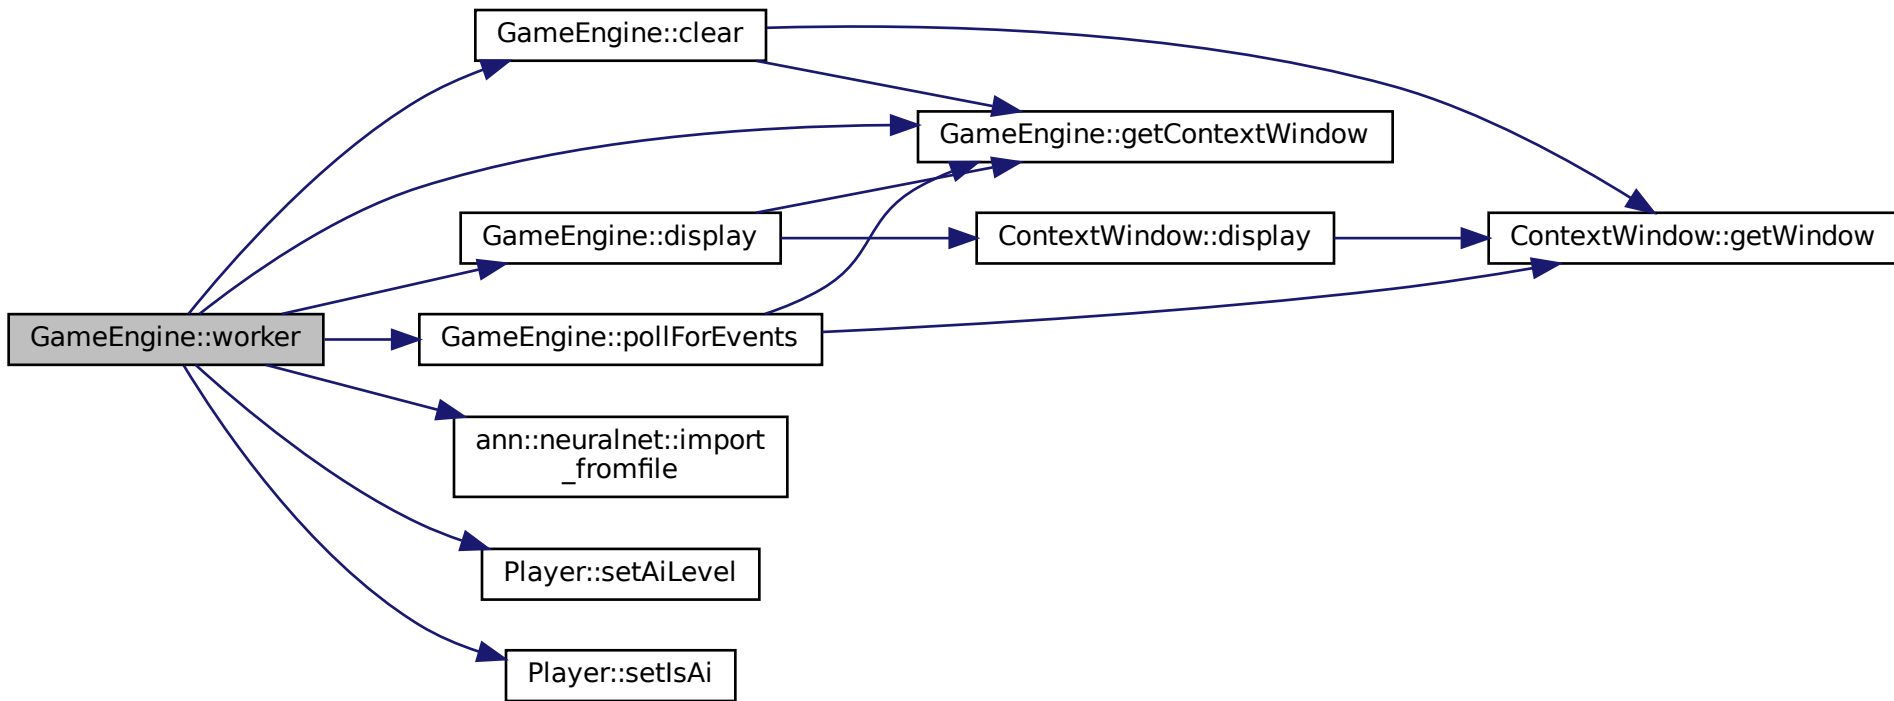 GameEngine::clear
GameEngine::getContextWindow
GameEngine::display
ContextWindow::display
ContextWindow::getWindow
GameEngine::worker
GameEngine::pollForEvents
ann::neuralnet::import
_fromfile
Player::setAiLevel
Player::setIsAi